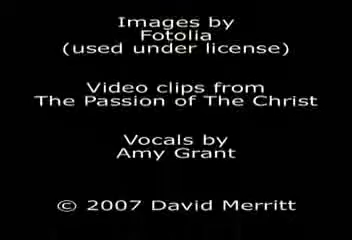 Images by
Fotolia
(used under license)
Video clips from
The Passion of The Christ
Vocals by
Amy Grant
© 2007 David Merritt